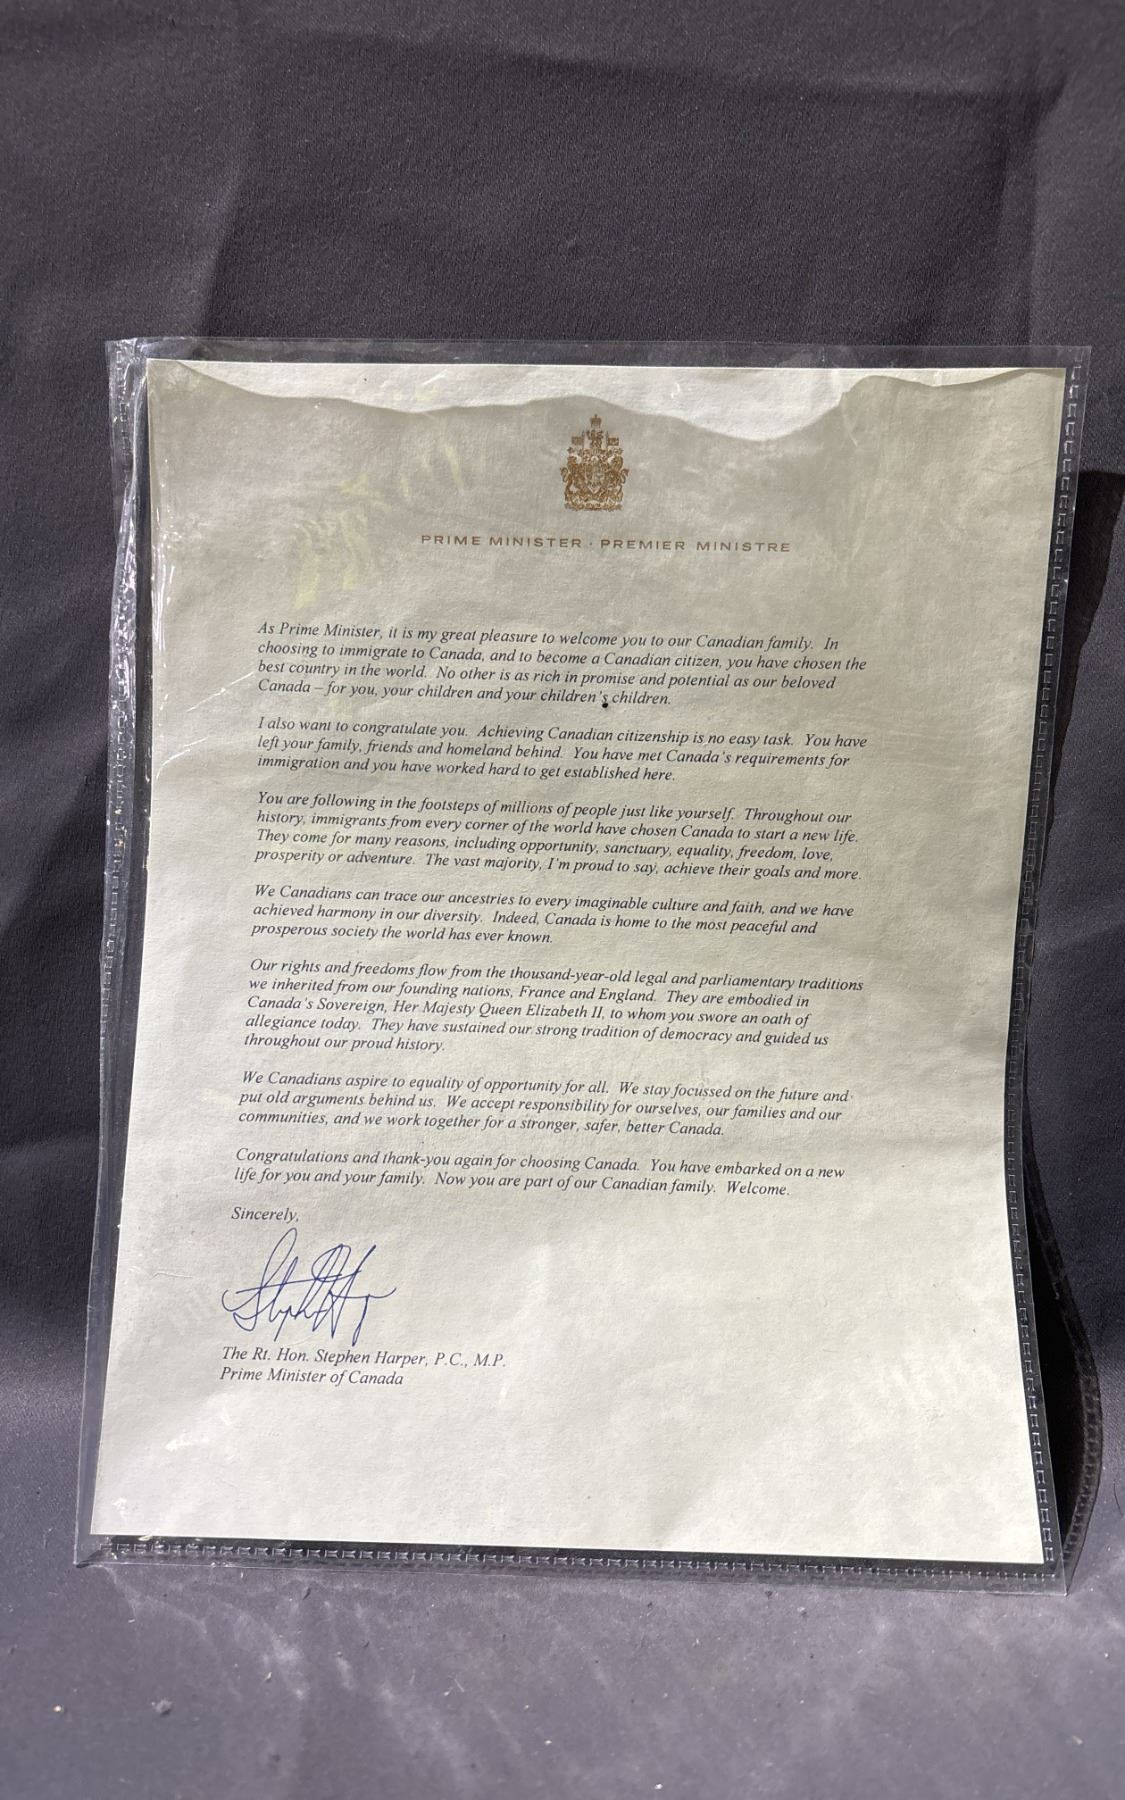 PRIME MINISTER · PREMIER MINISTRE
As Prime Minister, it is my great pleasure to welcome you to our Canadian family. In
choosing to immigrate to Canada, and to become a Canadian citizen, you have chosen the
best country in the world. No other is as rich in promise and potential as our beloved
Canada – for you, your children and your children's children.
I also want to congratulate you. Achieving Canadian citizenship is no easy task. You have
left your family, friends and homeland behind. You have met Canada's requirements for
immigration and you have worked hard to get established here.
You are following in the footsteps of millions of people just like yourself. Throughout our
history, immigrants from every corner of the world have chosen Canada to start a new life.
They come for many reasons, including opportunity, sanctuary, equality, freedom, love,
prosperity or adventure. The vast majority, I'm proud to say, achieve their goals and more.
We Canadians can trace our ancestries to every imaginable culture and faith, and we have
achieved harmony in our diversity. Indeed, Canada is home to the most peaceful and
prosperous society the world has ever known.
Our rights and freedoms flow from the thousand-year-old legal and parliamentary traditions
we inherited from our founding nations, France and England. They are embodied in
Canada's Sovereign, Her Majesty Queen Elizabeth II, to whom you swore an oath of
allegiance today. They have sustained our strong tradition of democracy and guided us
throughout our proud history.
We Canadians aspire to equality of opportunity for all. We stay focussed on the future and
put old arguments behind us. We accept responsibility for ourselves, our families and our
communities, and we work together for a stronger, safer, better Canada.
Congratulations and thank-you again for choosing Canada. You have embarked on a new
life for you and your family. Now you are part of our Canadian family. Welcome.
Sincerely,
The Rt. Hon. Stephen Harper, P.C., M.P.
Prime Minister of Canada